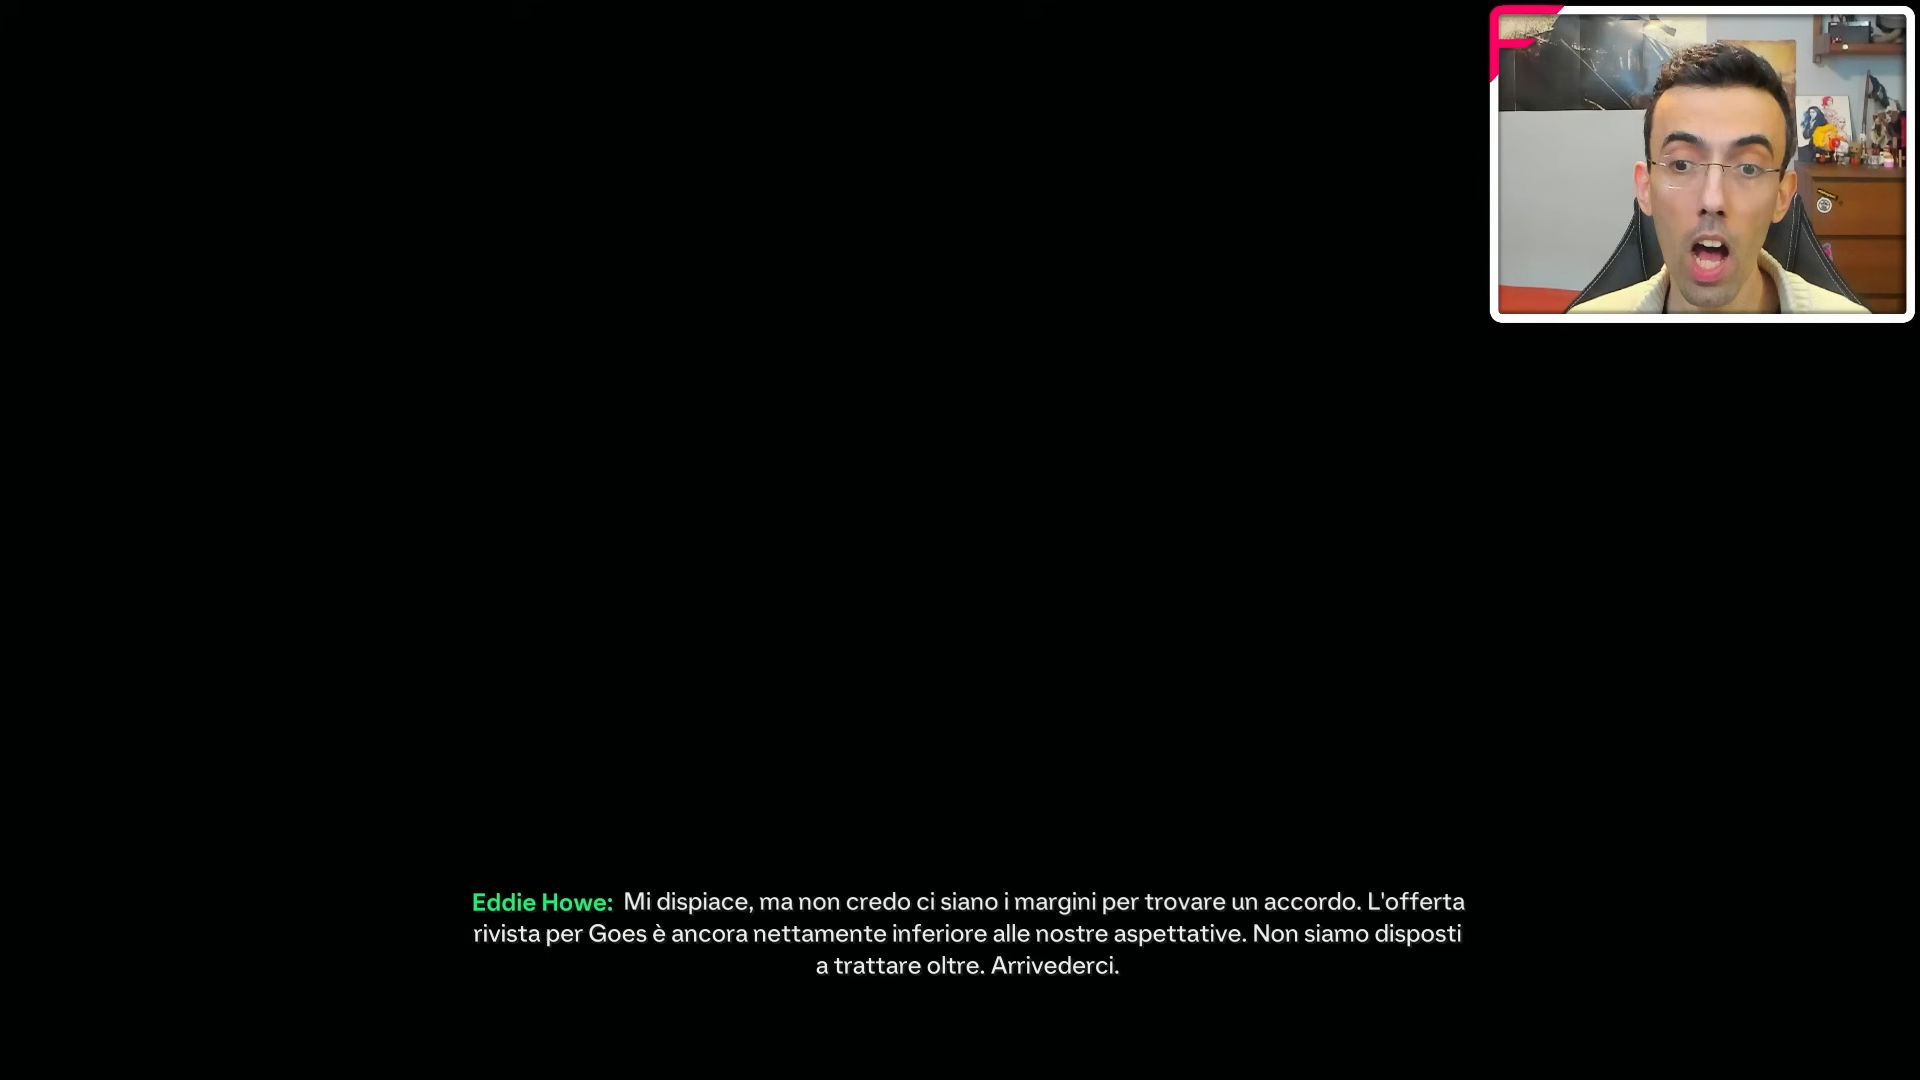 Eddie Howe: Mi dispiace, ma non credo ci siano i margini per trovare un accordo. L'offerta
rivista per Goes è ancora nettamente inferiore alle nostre aspettative. Non siamo disposti
a trattare oltre. Arrivederci.